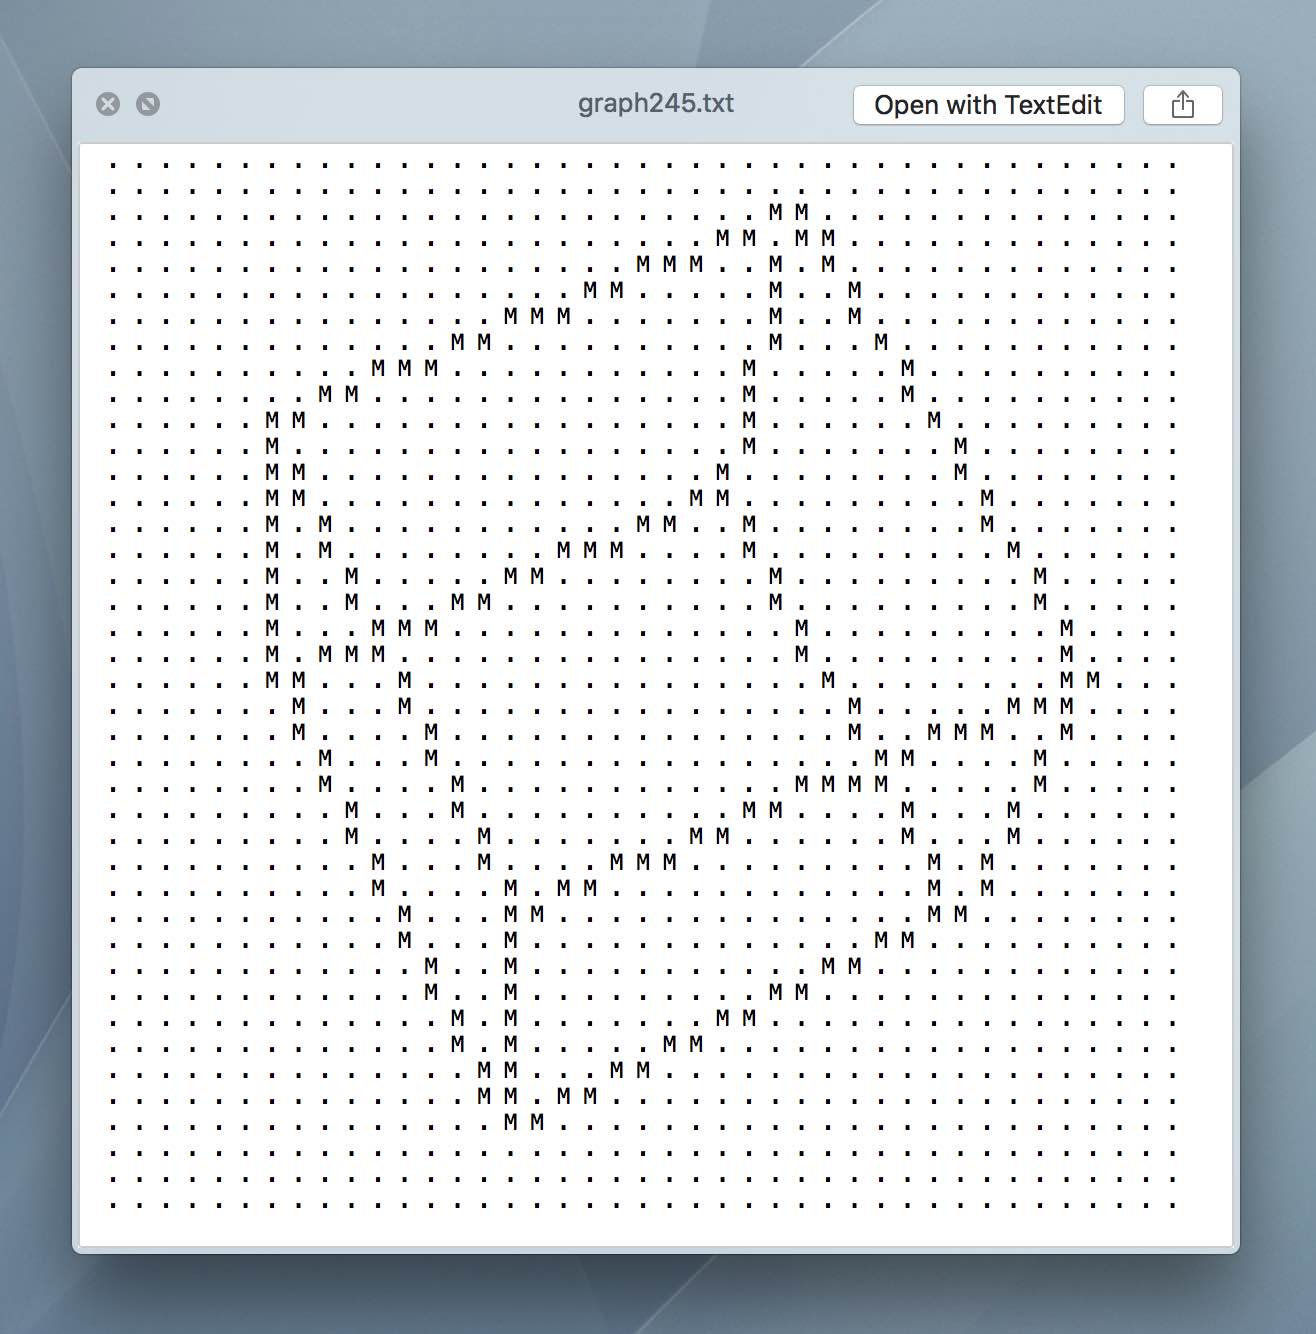 graph245.txt Open with TextEdit
. . . . . . . . . . . . . . . . . . . . . . . . . . . . . . . . . . . . . . . . .
. . . . . . . . . . . . . . . . . . . . . . . . . . . . . . . . . . . . . . . . .
. . . . . . . . . . . . . . . . . . . . . . . . . M M . . . . . . . . . . . . . .
. . . . . . . . . . . . . . . . . . . . . . . M M . M M . . . . . . . . . . . . .
. . . . . . . . . . . . . . . . . . . . M M M . . M . M . . . . . . . . . . . . .
. . . . . . . . . . . . . . . . . . M M . . . . . M . . M . . . . . . . . . . . .
. . . . . . . . . . . . . . . M M M . . . . . . . M . . M . . . . . . . . . . . .
. . . . . . . . . . . . . M M . . . . . . . . . . M . . . M . . . . . . . . . . .
. . . . . . . . . . M M M . . . . . . . . . . . M . . . . . M . . . . . . . . . .
. . . . . . . . M M . . . . . . . . . . . . . . M . . . . . M . . . . . . . . . .
. . . . . . M M . . . . . . . . . . . . . . . . M . . . . . . M . . . . . . . . .
. . . . . . M . . . . . . . . . . . . . . . . . M . . . . . . . M . . . . . . . .
. . . . . . M M . . . . . . . . . . . . . . . M . . . . . . . . M . . . . . . . .
. . . . . . M M . . . . . . . . . . . . . . M M . . . . . . . . . M . . . . . . .
. . . . . . M . M . . . . . . . . . . . M M . . M . . . . . . . . M . . . . . . .
. . . . . . M . M . . . . . . . . M M M . . . . M . . . . . . . . . M . . . . . .
. . . . . . M . . M . . . . . M M . . . . . . . . M . . . . . . . . . M . . . . .
. . . . . . M . . M . . . M M . . . . . . . . . . M . . . . . . . . . M . . . . .
. . . . . . M . . . M M M . . . . . . . . . . . . . M . . . . . . . . . M . . . .
. . . . . . M . M M M . . . . . . . . . . . . . . . M . . . . . . . . . M . . . .
. . . . . . M M . . . M . . . . . . . . . . . . . . . M . . . . . . . . M M . . .
. . . . . . . M . . . M . . . . . . . . . . . . . . . . M . . . . . M M M . . . .
. . . . . . . M . . . . M . . . . . . . . . . . . . . . M . . M M M . . M . . . .
. . . . . . . . M . . . M . . . . . . . . . . . . . . . . M M . . . . M . . . . .
. . . . . . . . M . . . . M . . . . . . . . . . . . M M M M . . . . . M . . . . .
. . . . . . . . . M . . . M . . . . . . . . . . M M . . . . M . . . M . . . . . .
. . . . . . . . . M . . . . M . . . . . . . M M . . . . . . M . . . M . . . . . .
. . . . . . . . . . M . . . M . . . . M M M . . . . . . . . . M . M . . . . . . .
. . . . . . . . . . M . . . . M . M M . . . . . . . . . . . . M . M . . . . . . .
. . . . . . . . . . . M . . . M M . . . . . . . . . . . . . . M M . . . . . . . .
. . . . . . . . . . . M . . . M . . . . . . . . . . . . . M M . . . . . . . . . .
. . . . . . . . . . . . M . . M . . . . . . . . . . . M M . . . . . . . . . . . .
. . . . . . . . . . . . M . . M . . . . . . . . . M M . . . . . . . . . . . . . .
. . . . . . . . . . . . . M . M . . . . . . . M M . . . . . . . . . . . . . . . .
. . . . . . . . . . . . . M . M . . . . . M M . . . . . . . . . . . . . . . . . .
. . . . . . . . . . . . . . M M . . . M M . . . . . . . . . . . . . . . . . . . .
. . . . . . . . . . . . . . M M . M M . . . . . . . . . . . . . . . . . . . . . .
. . . . . . . . . . . . . . . M M . . . . . . . . . . . . . . . . . . . . . . . .
. . . . . . . . . . . . . . . . . . . . . . . . . . . . . . . . . . . . . . . . .
. . . . . . . . . . . . . . . . . . . . . . . . . . . . . . . . . . . . . . . . .
. . . . . . . . . . . . . . . . . . . . . . . . . . . . . . . . . . . . . . . . .